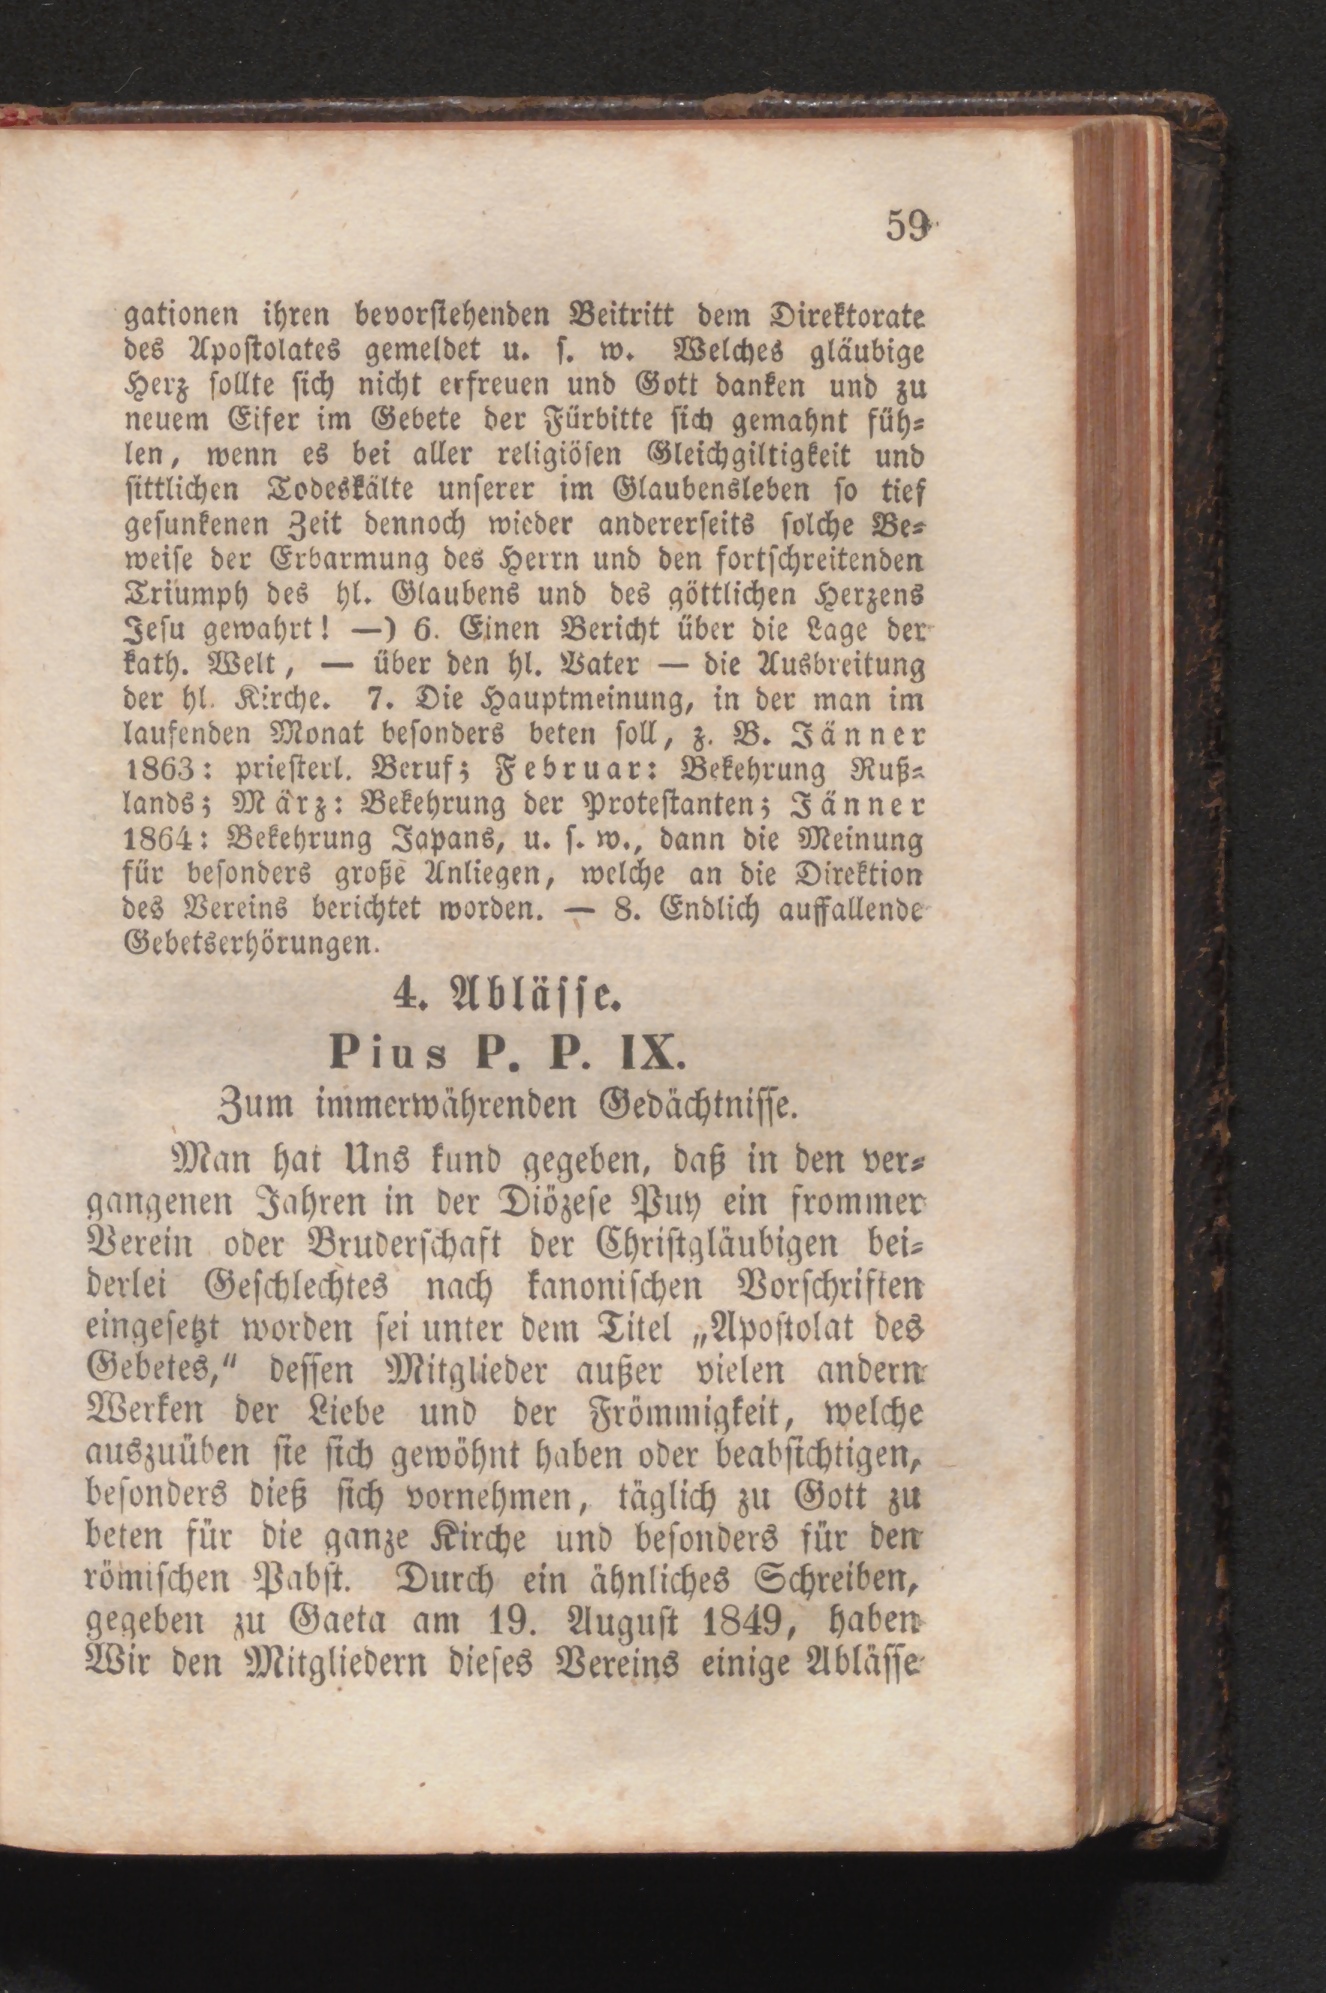 59
gationen ihren bevorstehenden Beitritt dem Direktorate
des Apostolates gemeldet u. s. w. Welches gläubige
Herz sollte sich nicht erfreuen und Gott danken und zu
neuem Eifer im Gebete der Fürbitte sich gemahnt füh-
len, wenn es bei aller religiösen Gleichgiltigkeit und
sittlichen Todeskälte unserer im Glaubensleben so tief
gesunkenen Zeit dennoch wieder andererseits solche Be-
weise der Erbarmung des Herrn und den fortschreitenden
Triumph des hl. Glaubens und des göttlichen Herzens
Jesu gewahrt! —) 6. Einen Bericht über die Lage der
kath. Welt, — über den hl. Vater — die Ausbreitung
der hl. Kirche. 7. Die Hauptmeinung, in der man im
laufenden Monat besonders beten soll, z. B. Jänner
1863: priesterl. Beruf; Februar: Bekehrung Ruß-
lands; März: Bekehrung der Protestanten; Jänner
1864: Bekehrung Japans, u. s. w., dann die Meinung
für besonders große Anliegen, welche an die Direktion
des Vereins berichtet worden. — 8. Endlich auffallende
Gebetserhörungen.
4. Ablässe.
Pius P. P. IX.
Zum immerwährenden Gedächtnisse.
Man hat Uns kund gegeben, daß in den ver-
gangenen Jahren in der Diözese Puy ein frommer
Verein oder Bruderschaft der Christgläubigen bei-
derlei Geschlechtes nach kanonischen Vorschriften
eingesetzt worden sei unter dem Titel „Apostolat des
Gebetes,“ dessen Mitglieder außer vielen andern
Werken der Liebe und der Frömmigkeit, welche
auszuüben sie sich gewöhnt haben oder beabsichtigen,
besonders dieß sich vornehmen, täglich zu Gott zu
beten für die ganze Kirche und besonders für den
römischen Pabst. Durch ein ähnliches Schreiben,
gegeben zu Gaeta am 19. August 1849, haben
Wir den Mitgliedern dieses Vereins einige Ablässe